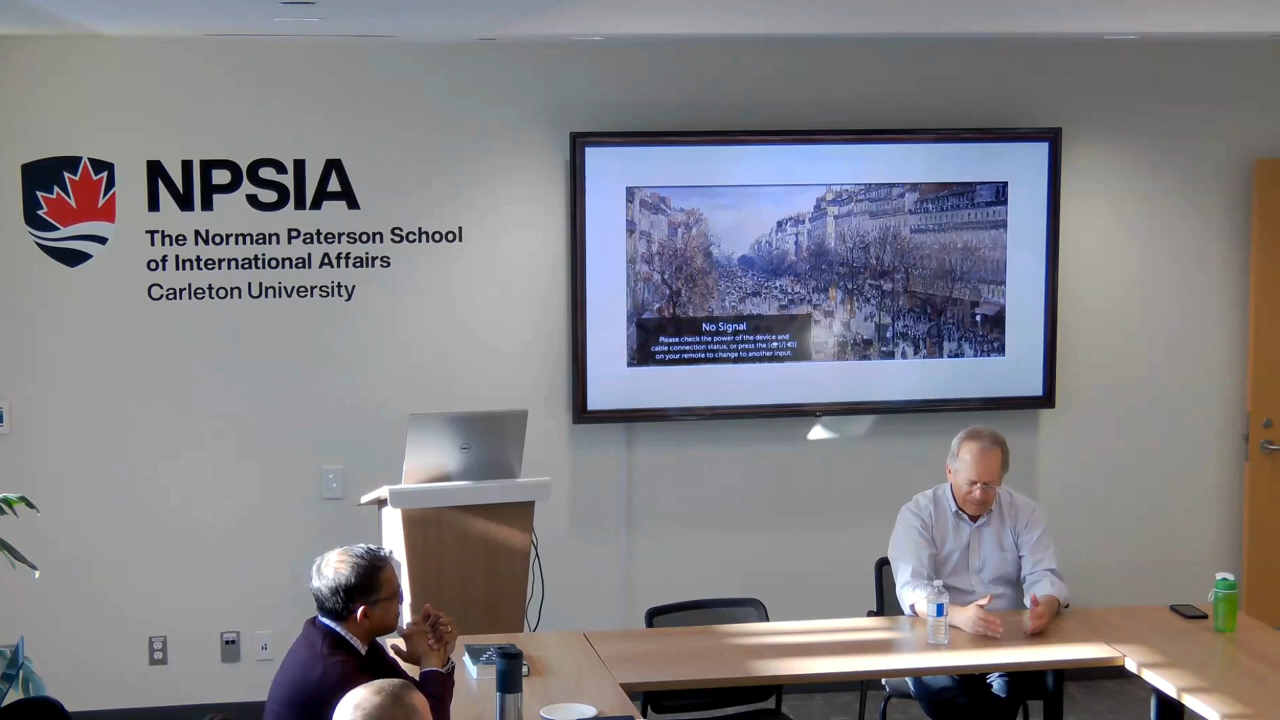 NPSIA
The Norman Paterson School
of International Affairs
Carleton University
No Signal
Please check the power of the device and
cable connection status, or press the
on your remote to change to another input.
DELL